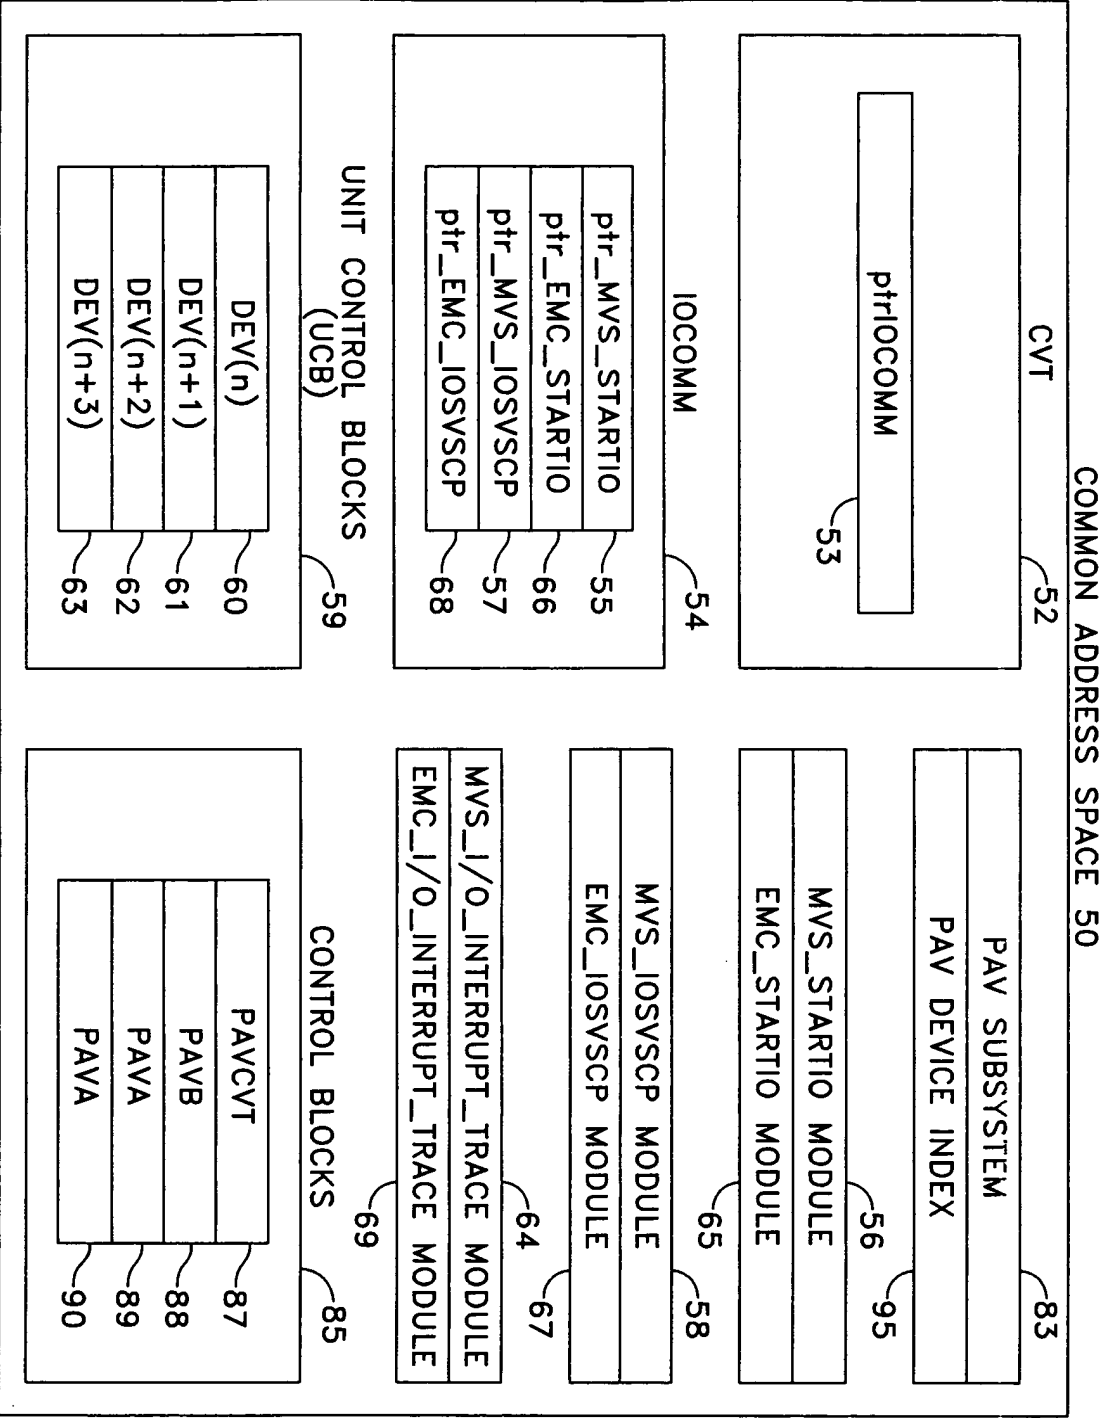 COMMON ADDRESS SPACE 50
CVT
52
ptrIOCOMM
53
IOCOMM
54
ptr_MVS_STARTIO
55
ptr_EMC_STARTIO
66
ptr_MVS_IOSVSCP
57
ptr_EMC_IOSVSCP
68
UNIT CONTROL BLOCKS
(UCB)
59
DEV(n)
60
DEV(n+1)
61
DEV(n+2)
62
DEV(n+3)
63
PAV SUBSYSTEM
83
PAV DEVICE INDEX
95
MVS_STARTIO MODULE
56
EMC_STARTIO MODULE
65
MVS_IOSVSCP MODULE
58
EMC_IOSVSCP MODULE
67
MVS_I/O_INTERRUPT_TRACE MODULE
64
EMC_I/O_INTERRUPT_TRACE MODULE
69
CONTROL BLOCKS
85
PAVCVT
87
PAVB
88
PAVA
89
PAVA
90